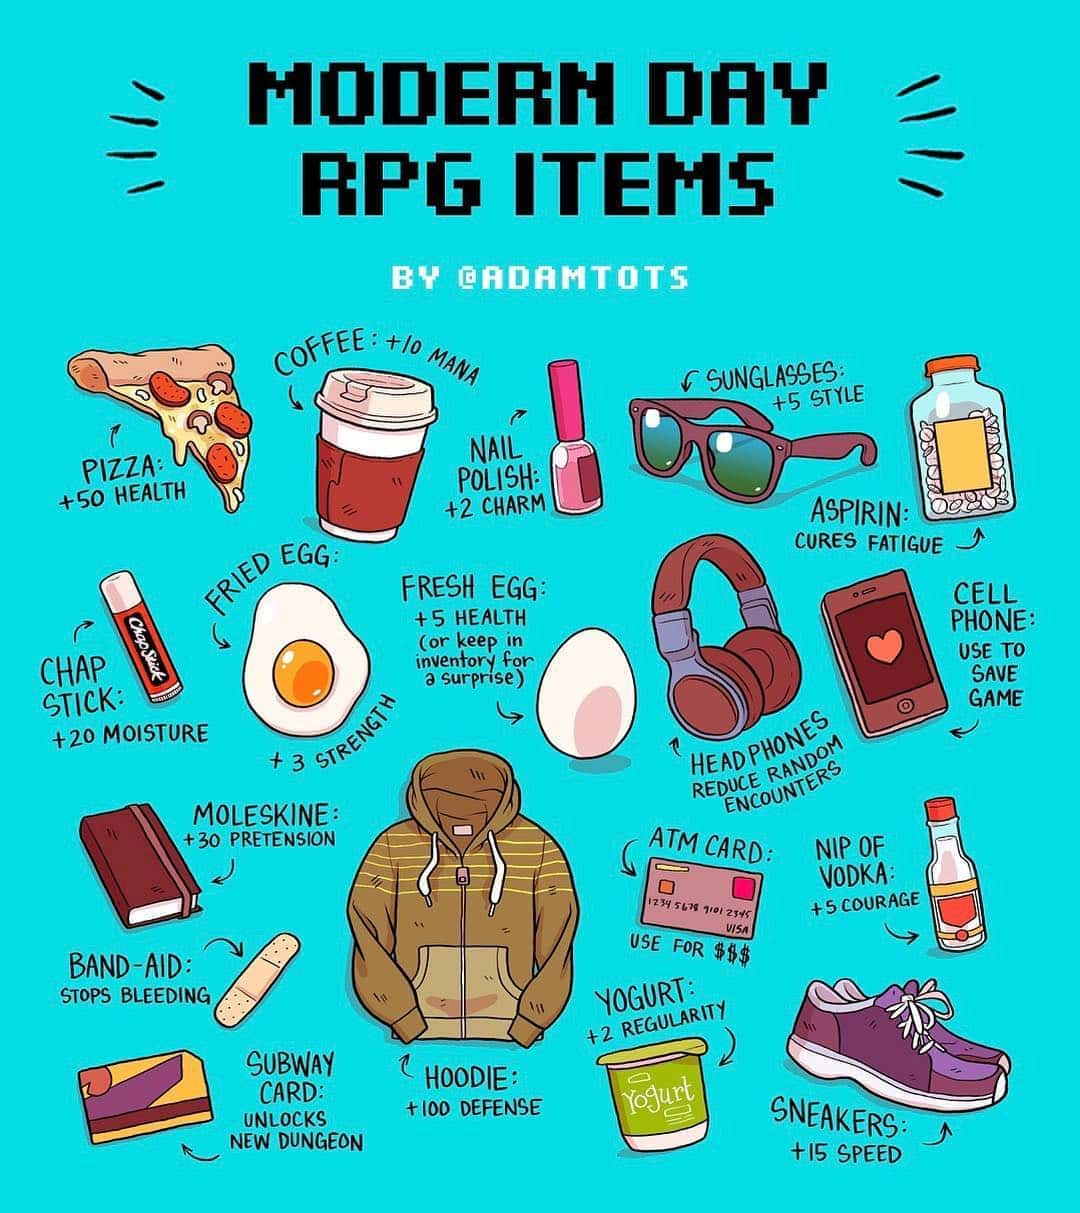 MODERN DAY
RPG ITEMS
BY @ADAMTOTS
PIZZA:
+50 HEALTH
COFFEE: +10 MANA
NAIL
POLISH:
+2 CHARM
SUNGLASSES:
+5 STYLE
ASPIRIN:
CURES FATIGUE
ChapStick
CHAP
STICK:
+20 MOISTURE
FRIED EGG:
+3 STRENGTH
FRESH EGG:
+5 HEALTH
(or keep in
inventory for
a surprise)
HEADPHONES
REDUCE RANDOM
ENCOUNTERS
CELL
PHONE:
USE TO
SAVE
GAME
MOLESKINE:
+30 PRETENSION
BAND-AID:
STOPS BLEEDING
SUBWAY
CARD:
UNLOCKS
NEW DUNGEON
HOODIE:
+100 DEFENSE
ATM CARD:
1234 5678 9101 2345
VISA
USE FOR $$$
NIP OF
VODKA:
+5 COURAGE
YOGURT:
+2 REGULARITY
Yogurt
SNEAKERS:
+15 SPEED